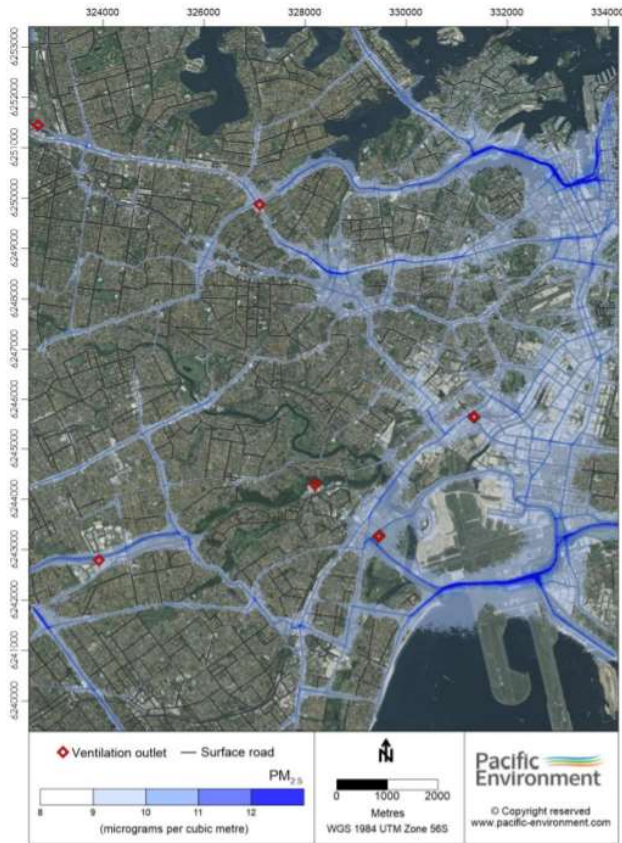 324000 326000 328000 330000 332000 334000
6253000
6252000
6251000
6250000
6249000
6248000
6247000
6246000
6245000
6244000
6243000
6242000
6241000
6240000
Ventilation outlet
Surface road
PM2.5
8 9 10 11 12
(micrograms per cubic metre)
N
0 1000 2000
Metres
WGS 1984 UTM Zone 56S
Pacific
Environment
© Copyright reserved
www.pacific-environment.com